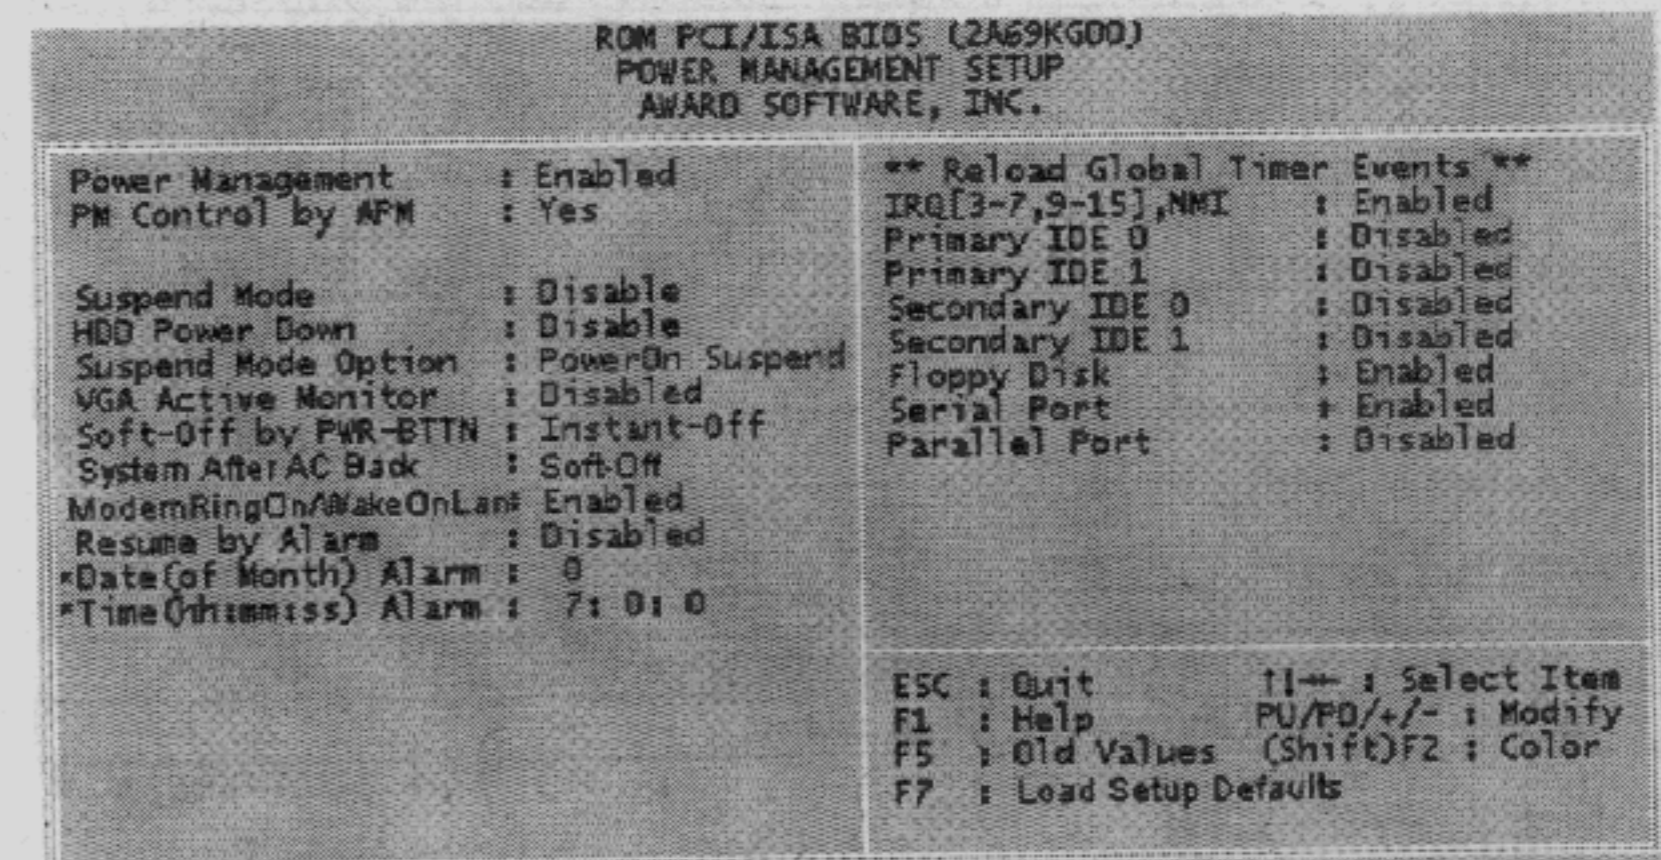 ROM PCI/ISA BIOS (2A69KGDD)
POWER MANAGEMENT SETUP
AWARD SOFTWARE, INC.
Power Management : Enabled
PM Control by APM : Yes
Suspend Mode : Disable
HDD Power Down : Disable
Suspend Mode Option : PowerOn Suspend
VGA Active Monitor : Disabled
Soft-Off by PWR-BTTN : Instant-Off
System After AC Back : Soft-Off
ModemRingOn/WakeOnLan: Enabled
Resume by Alarm : Disabled
*Date(of Month) Alarm : 0
*Time(hh:mm:ss) Alarm : 7: 0: 0
** Reload Global Timer Events **
IRQ[3-7,9-15],NMI : Enabled
Primary IDE 0 : Disabled
Primary IDE 1 : Disabled
Secondary IDE 0 : Disabled
Secondary IDE 1 : Disabled
Floppy Disk : Enabled
Serial Port : Enabled
Parallel Port : Disabled
ESC : Quit ↑↓→← : Select Item
F1 : Help PU/PD/+/- : Modify
F5 : Old Values (Shift)F2 : Color
F7 : Load Setup Defaults